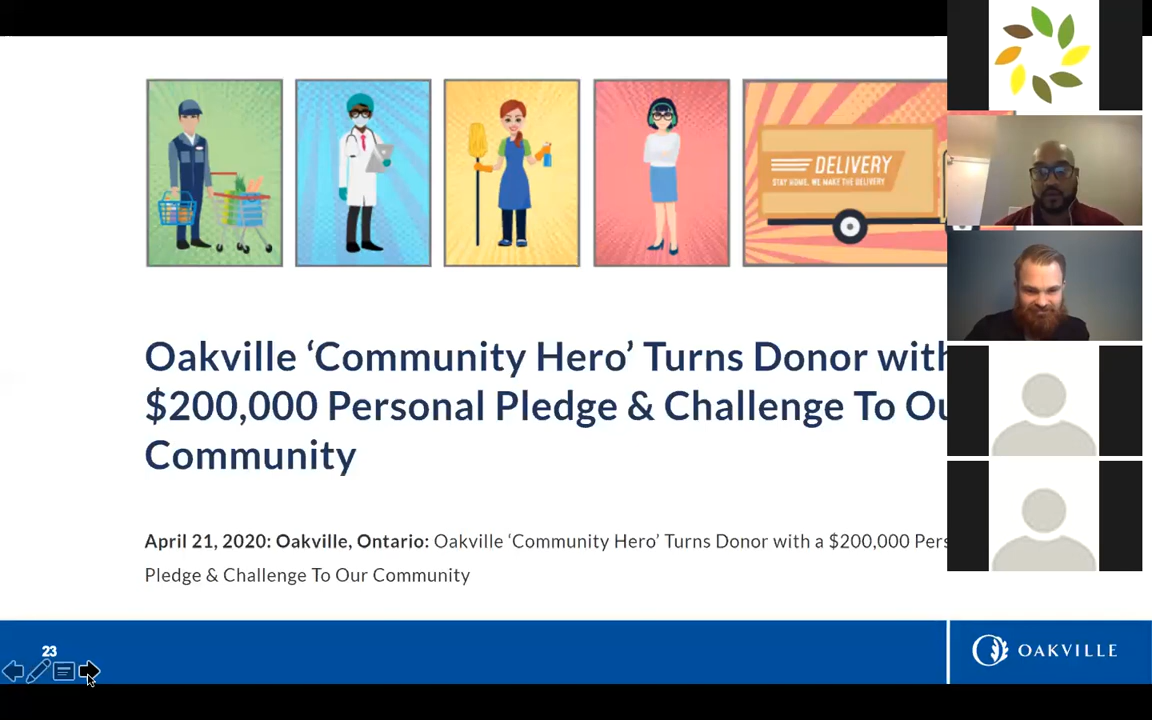 DELIVERY
STAY HOME, WE MAKE THE DELIVERY
Oakville ‘Community Hero’ Turns Donor with
$200,000 Personal Pledge & Challenge To Ou
Community
April 21, 2020: Oakville, Ontario: Oakville ‘Community Hero’ Turns Donor with a $200,000 Pers
Pledge & Challenge To Our Community
23
OAKVILLE